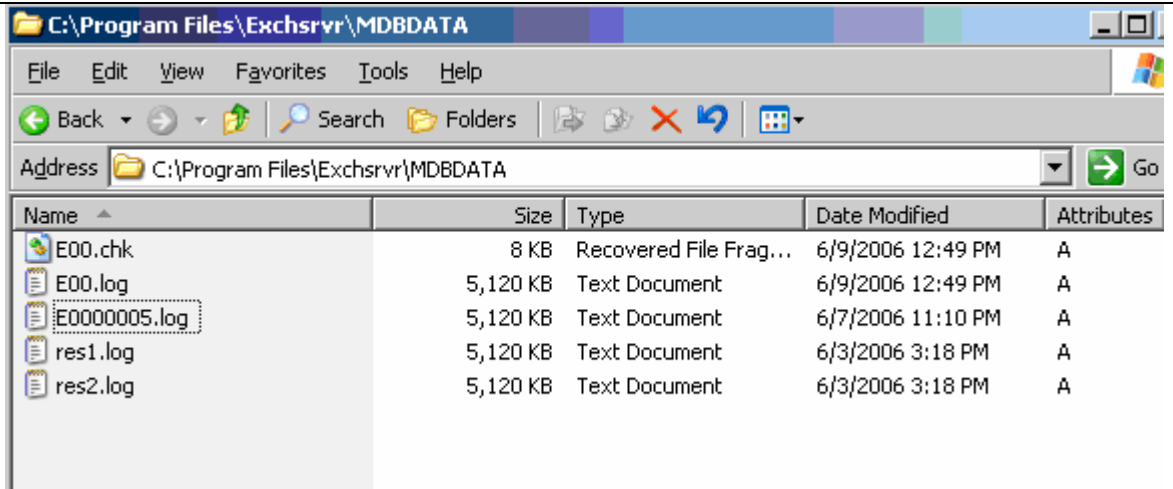 C:\Program Files\Exchsrvr\MDBDATA
File Edit View Favorites Tools Help
Back Search Folders
Address C:\Program Files\Exchsrvr\MDBDATA Go
Name Size Type Date Modified Attributes
E00.chk 8 KB Recovered File Frag... 6/9/2006 12:49 PM A
E00.log 5,120 KB Text Document 6/9/2006 12:49 PM A
E0000005.log 5,120 KB Text Document 6/7/2006 11:10 PM A
res1.log 5,120 KB Text Document 6/3/2006 3:18 PM A
res2.log 5,120 KB Text Document 6/3/2006 3:18 PM A